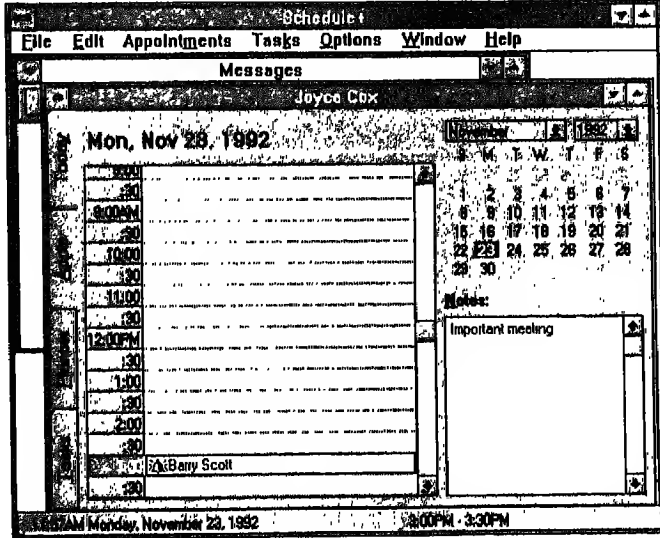 Schedule+
File Edit Appointments Tasks Options Window Help
Messages
Joyce Cox
Mon, Nov 23, 1992
November 1992
S M T W T F S
1 2 3 4 5 6 7
8 9 10 11 12 13 14
15 16 17 18 19 20 21
22 23 24 25 26 27 28
29 30
:30
9:00AM
:30
10:00
:30
11:00
:30
12:00PM
:30
1:00
:30
2:00
:30
Barry Scott
:30
Notes:
Important meeting
Monday, November 23, 1992
3:00PM - 3:30PM